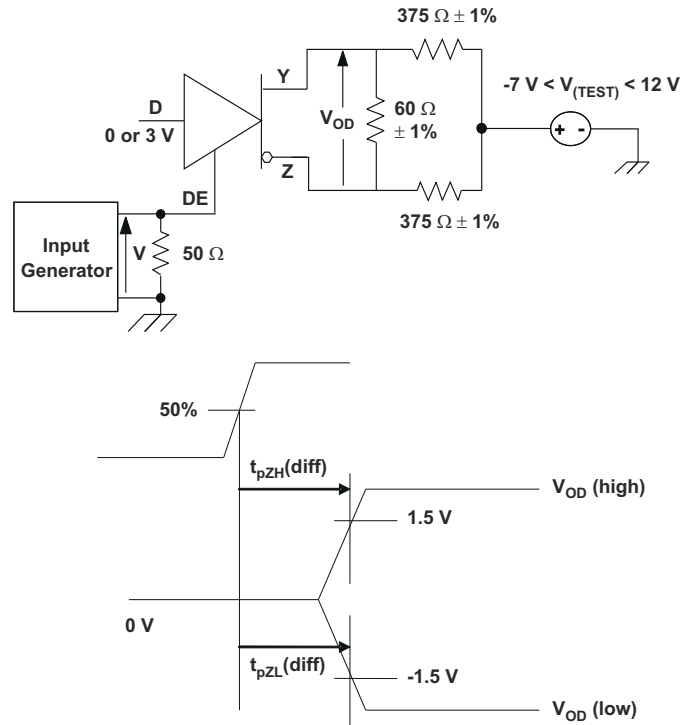 375 Ω ± 1%
Y
-7 V < V(TEST) < 12 V
D
0 or 3 V
VOD
60 Ω
± 1%
Z
DE
375 Ω ± 1%
Input
Generator
V
50 Ω
50%
tpZH(diff)
VOD (high)
1.5 V
0 V
tpZL(diff)
-1.5 V
VOD (low)